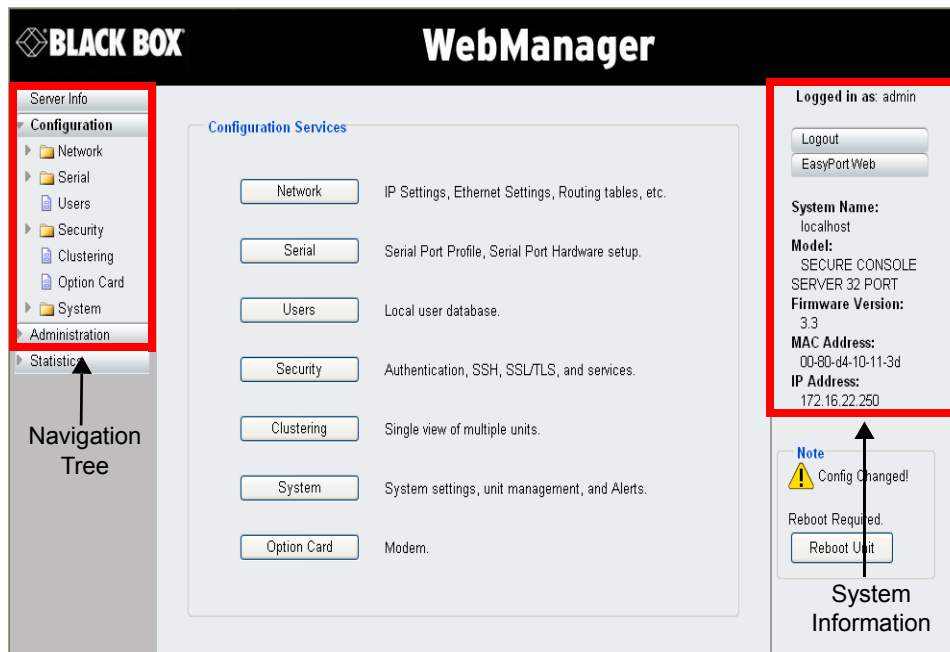 BLACK BOX
WebManager
Server Info
Configuration
Network
Serial
Users
Security
Clustering
Option Card
System
Administration
Statistics
Navigation
Tree
Configuration Services
Network
IP Settings, Ethernet Settings, Routing tables, etc.
Serial
Serial Port Profile, Serial Port Hardware setup.
Users
Local user database.
Security
Authentication, SSH, SSL/TLS, and services.
Clustering
Single view of multiple units.
System
System settings, unit management, and Alerts.
Option Card
Modem.
Logged in as: admin
Logout
EasyPort Web
System Name:
localhost
Model:
SECURE CONSOLE
SERVER 32 PORT
Firmware Version:
3.3
MAC Address:
00-80-d4-10-11-3d
IP Address:
172.16.22.250
Note
Config Changed!
Reboot Required.
Reboot Unit
System
Information